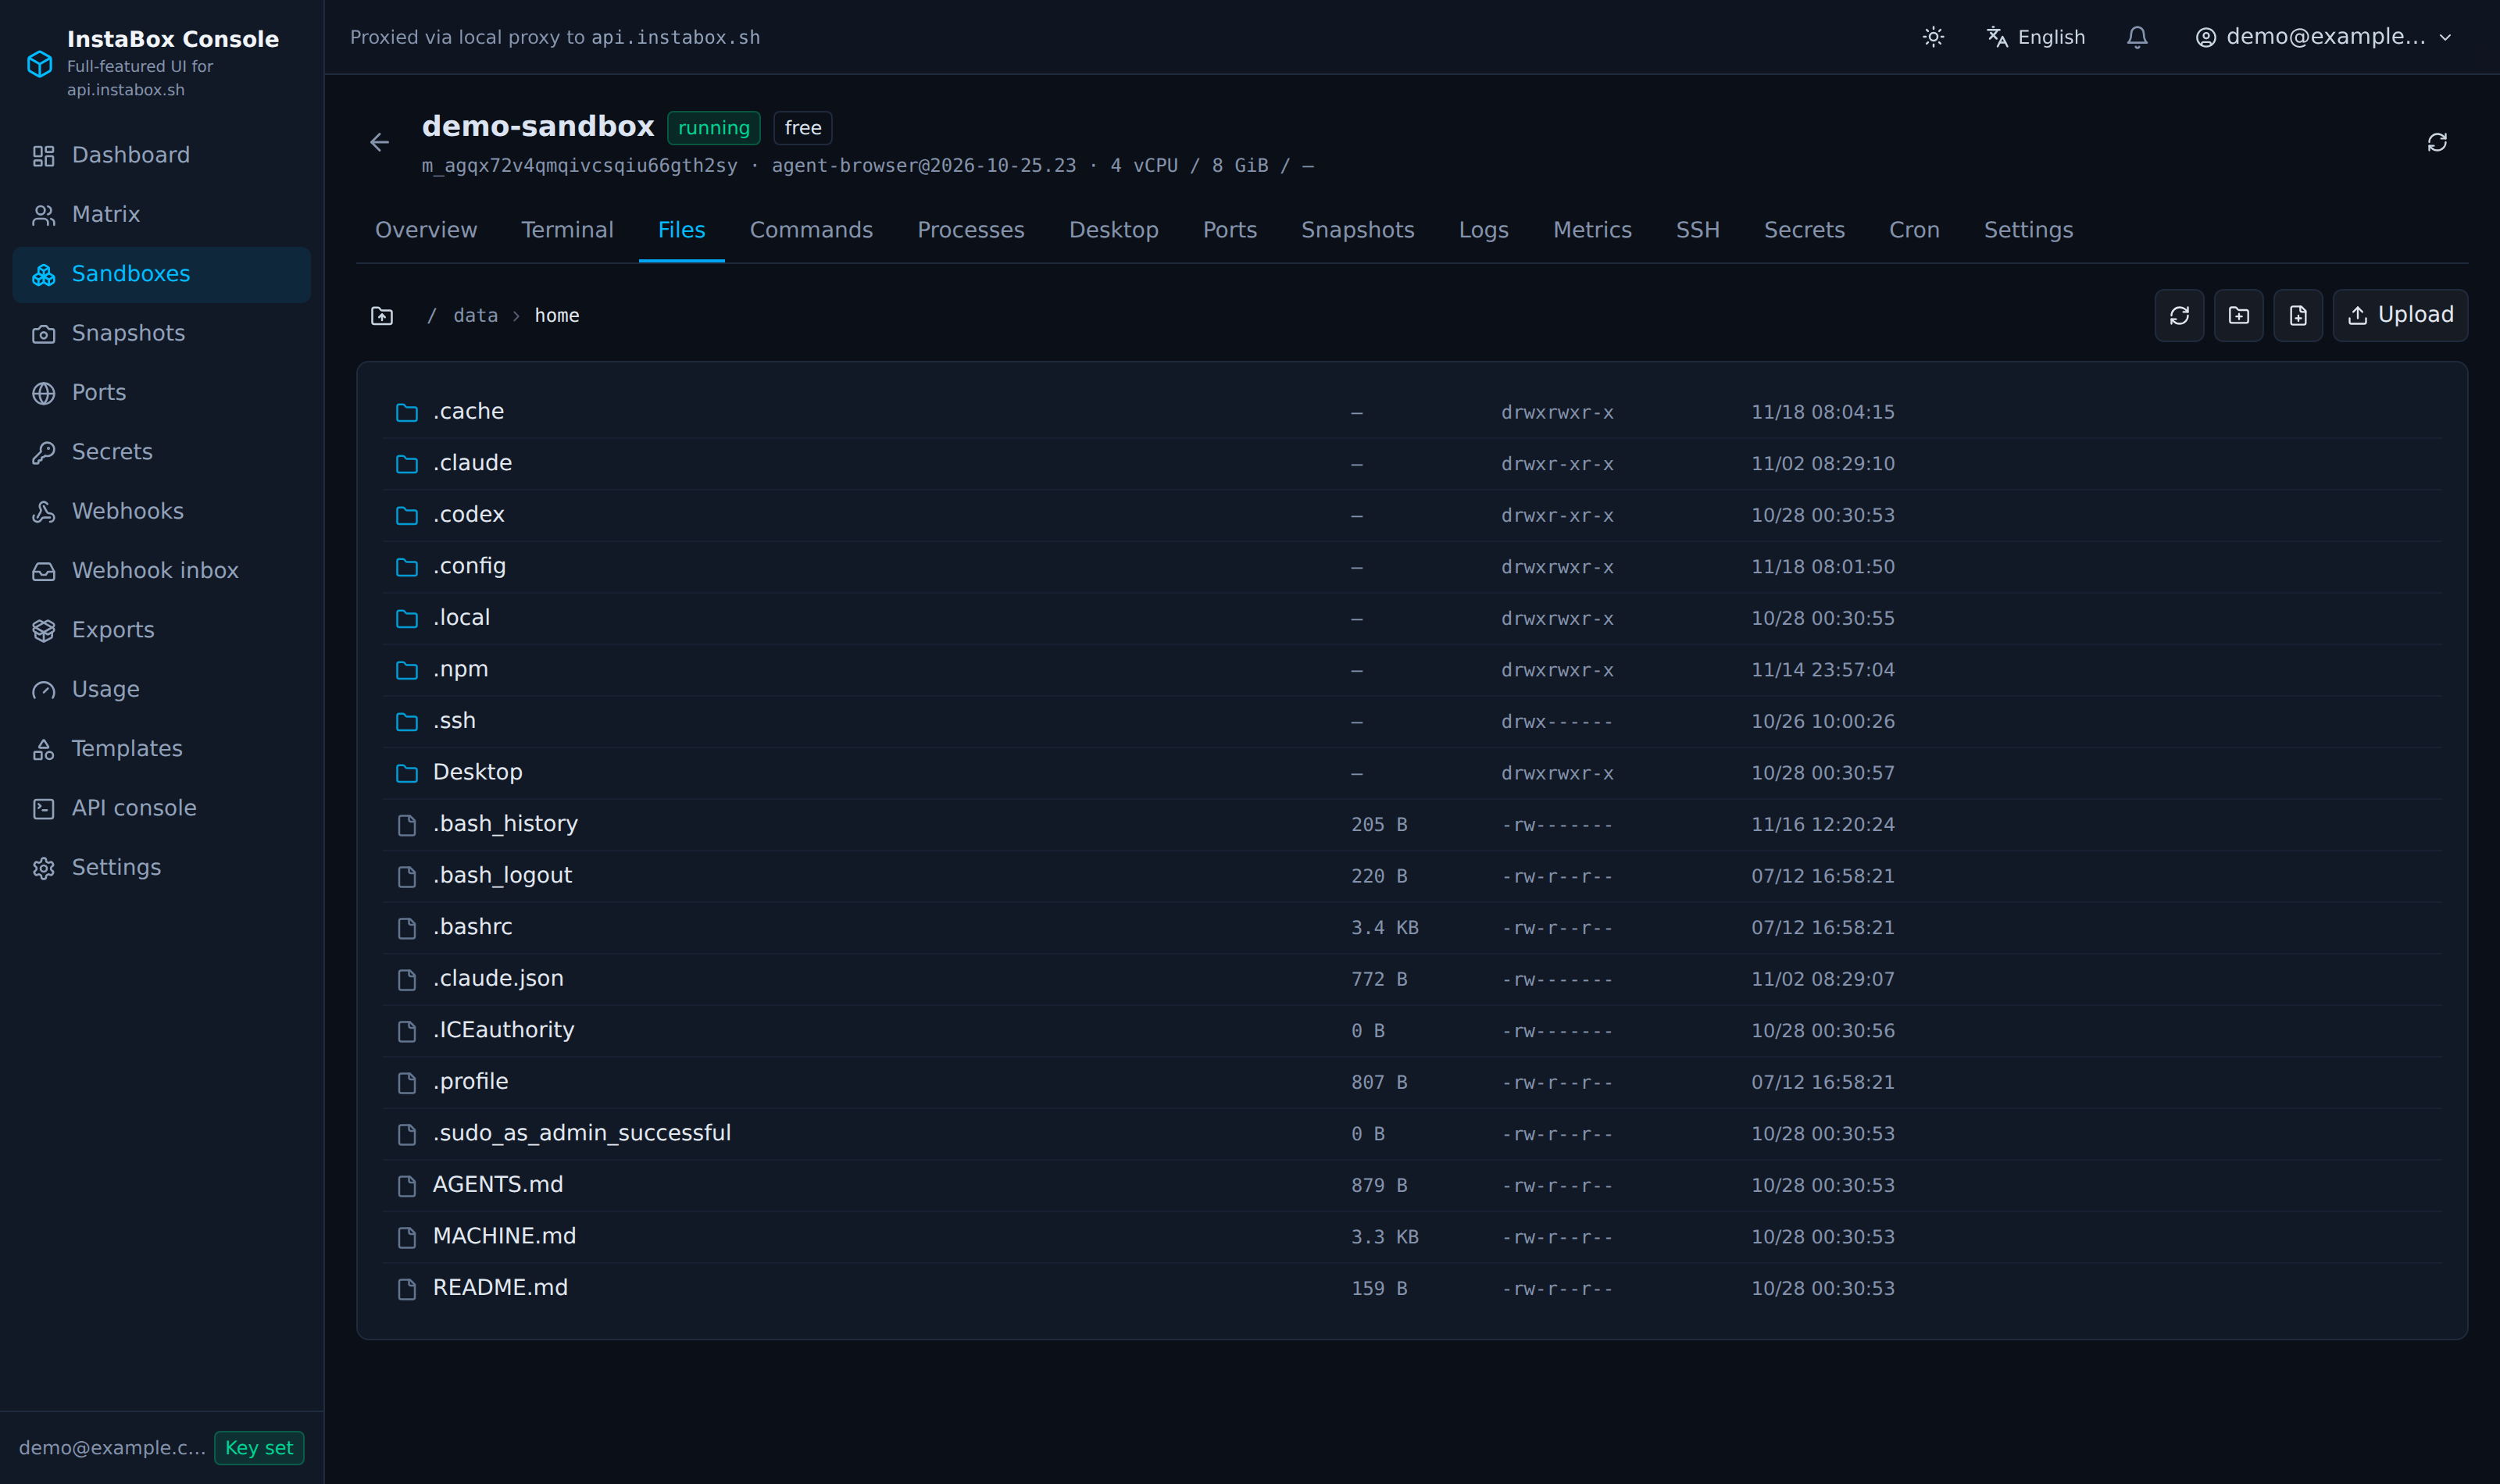 InstaBox Console
Full-featured UI for
api.instabox.sh
Dashboard
Matrix
Sandboxes
Snapshots
Ports
Secrets
Webhooks
Webhook inbox
Exports
Usage
Templates
API console
Settings
demo@example.c... Key set
Proxied via local proxy to api.instabox.sh
English
demo@example...
demo-sandbox running free
m_agqx72v4qmqivcsqiu66gth2sy · agent-browser@2026-10-25.23 · 4 vCPU / 8 GiB / —
Overview Terminal Files Commands Processes Desktop Ports Snapshots Logs Metrics SSH Secrets Cron Settings
/ data > home
Upload
.cache — drwxrwxr-x 11/18 08:04:15
.claude — drwxr-xr-x 11/02 08:29:10
.codex — drwxr-xr-x 10/28 00:30:53
.config — drwxrwxr-x 11/18 08:01:50
.local — drwxrwxr-x 10/28 00:30:55
.npm — drwxrwxr-x 11/14 23:57:04
.ssh — drwx------ 10/26 10:00:26
Desktop — drwxrwxr-x 10/28 00:30:57
.bash_history 205 B -rw------- 11/16 12:20:24
.bash_logout 220 B -rw-r--r-- 07/12 16:58:21
.bashrc 3.4 KB -rw-r--r-- 07/12 16:58:21
.claude.json 772 B -rw------- 11/02 08:29:07
.ICEauthority 0 B -rw------- 10/28 00:30:56
.profile 807 B -rw-r--r-- 07/12 16:58:21
.sudo_as_admin_successful 0 B -rw-r--r-- 10/28 00:30:53
AGENTS.md 879 B -rw-r--r-- 10/28 00:30:53
MACHINE.md 3.3 KB -rw-r--r-- 10/28 00:30:53
README.md 159 B -rw-r--r-- 10/28 00:30:53